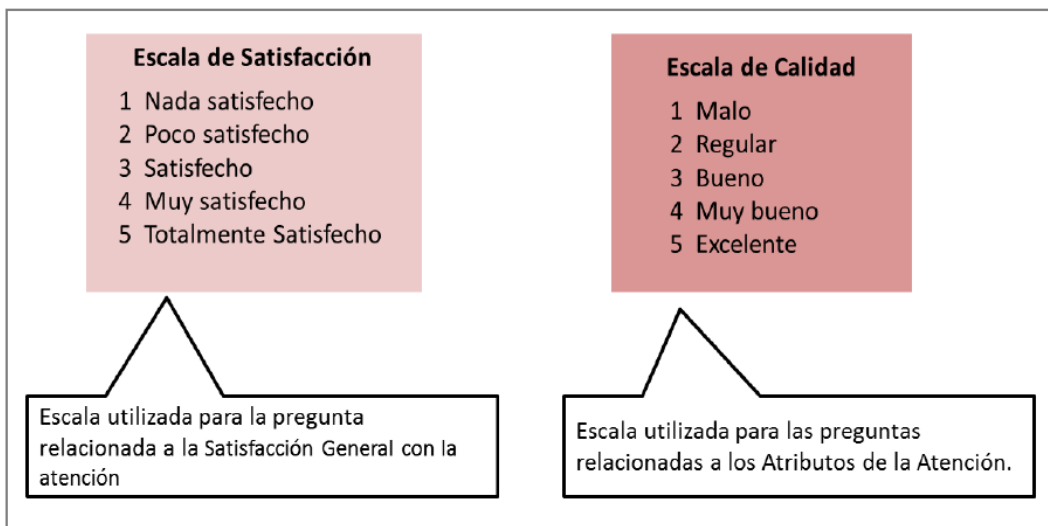 Escala de Satisfacción
1 Nada satisfecho
2 Poco satisfecho
3 Satisfecho
4 Muy satisfecho
5 Totalmente Satisfecho
Escala utilizada para la pregunta
relacionada a la Satisfacción General con la
atención
Escala de Calidad
1 Malo
2 Regular
3 Bueno
4 Muy bueno
5 Excelente
Escala utilizada para las preguntas
relacionadas a los Atributos de la Atención.